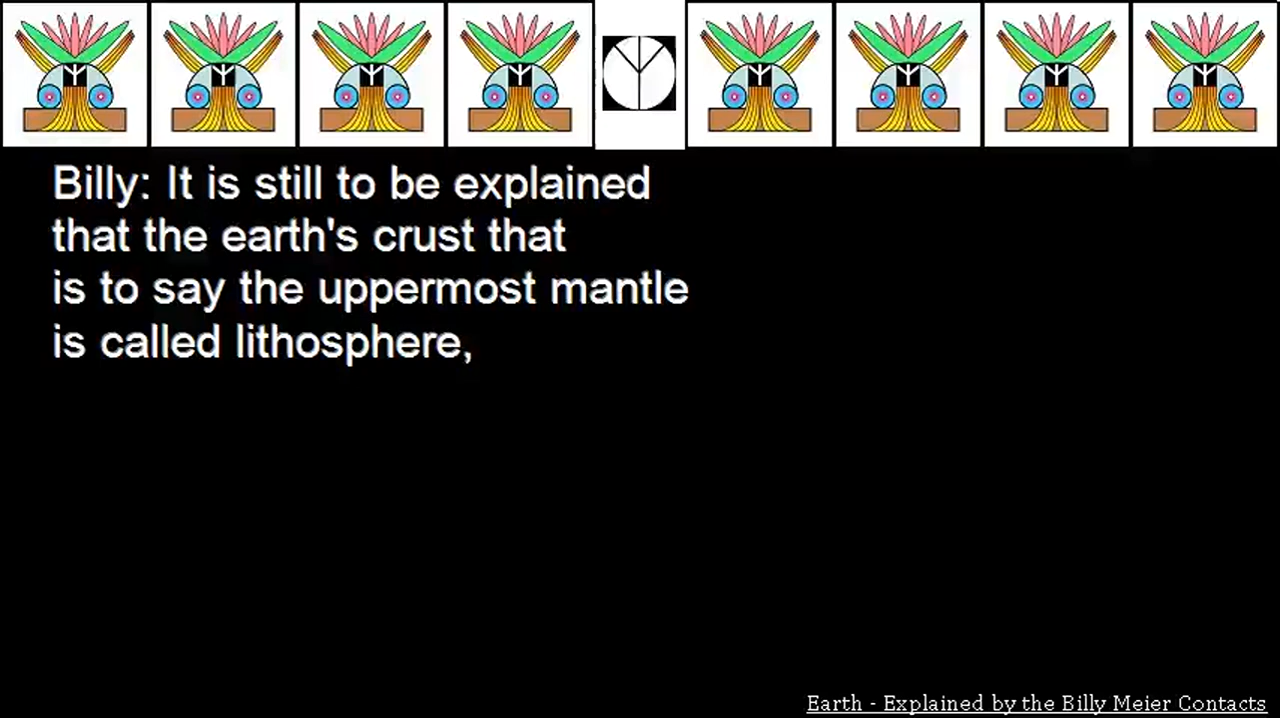 Billy: It is still to be explained
that the earth's crust that
is to say the uppermost mantle
is called lithosphere,
Earth - Explained by the Billy Meier Contacts